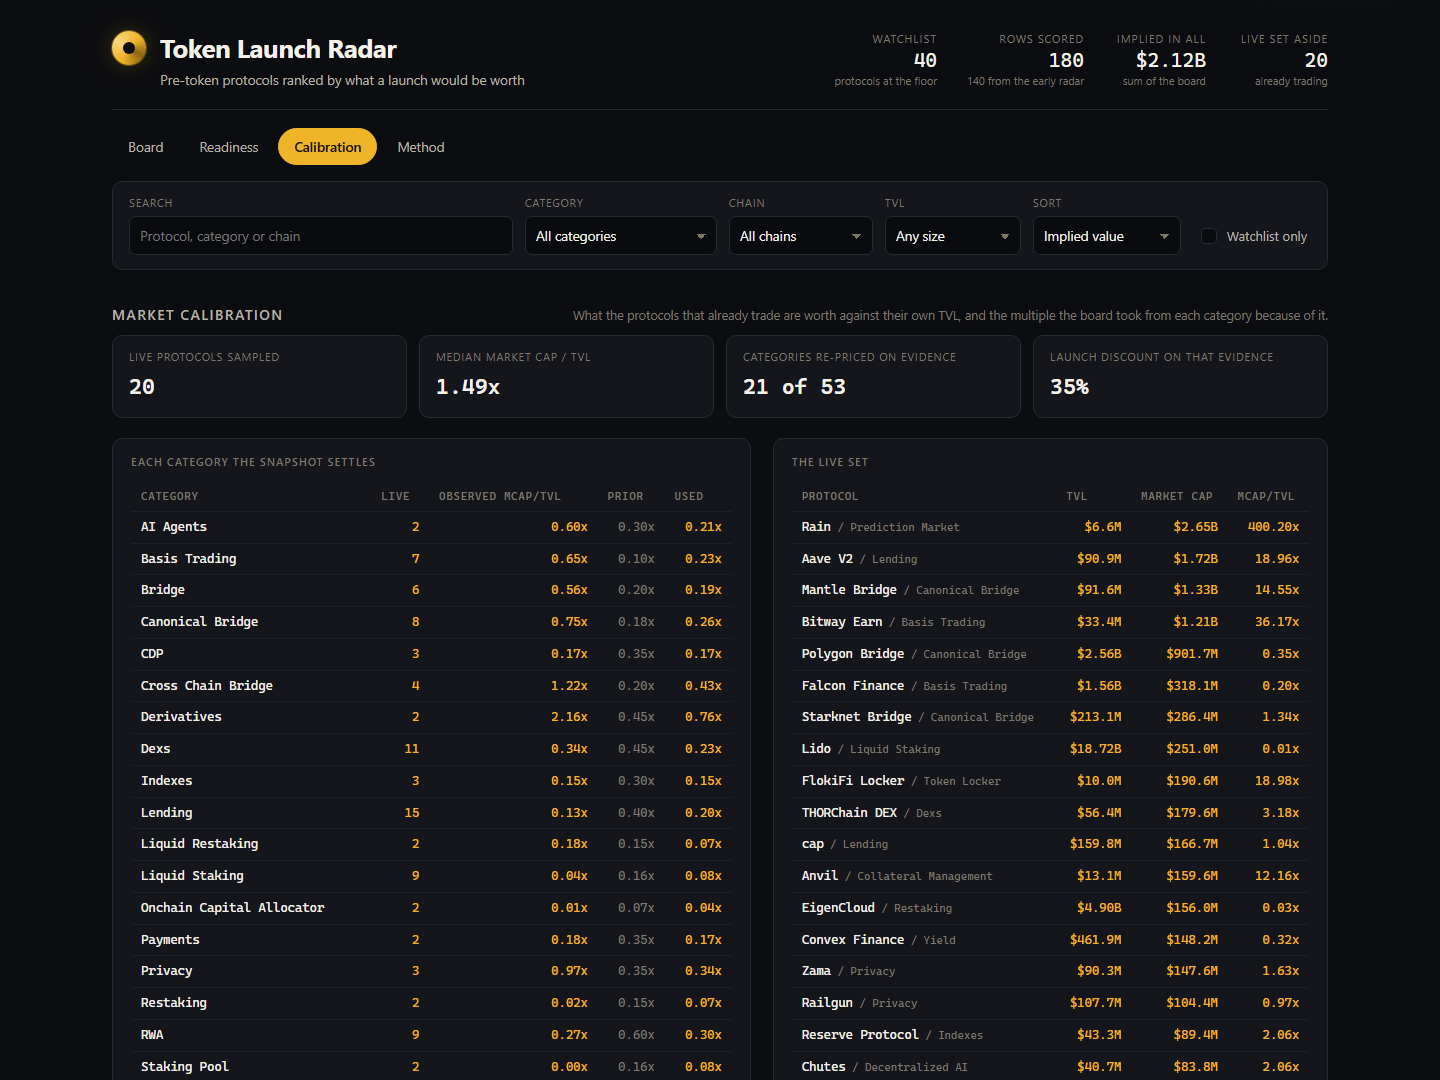 Token Launch Radar
Pre-token protocols ranked by what a launch would be worth
WATCHLIST
40
protocols at the floor
ROWS SCORED
180
140 from the early radar
IMPLIED IN ALL
$2.12B
sum of the board
LIVE SET ASIDE
20
already trading
Board Readiness Calibration Method
SEARCH CATEGORY CHAIN TVL SORT
Protocol, category or chain All categories All chains Any size Implied value Watchlist only
MARKET CALIBRATION What the protocols that already trade are worth against their own TVL, and the multiple the board took from each category because of it.
LIVE PROTOCOLS SAMPLED
20
MEDIAN MARKET CAP / TVL
1.49x
CATEGORIES RE-PRICED ON EVIDENCE
21 of 53
LAUNCH DISCOUNT ON THAT EVIDENCE
35%
EACH CATEGORY THE SNAPSHOT SETTLES
CATEGORY LIVE OBSERVED MCAP/TVL PRIOR USED
AI Agents 2 0.60x 0.30x 0.21x
Basis Trading 7 0.65x 0.10x 0.23x
Bridge 6 0.56x 0.20x 0.19x
Canonical Bridge 8 0.75x 0.18x 0.26x
CDP 3 0.17x 0.35x 0.17x
Cross Chain Bridge 4 1.22x 0.20x 0.43x
Derivatives 2 2.16x 0.45x 0.76x
Dexs 11 0.34x 0.45x 0.23x
Indexes 3 0.15x 0.30x 0.15x
Lending 15 0.13x 0.40x 0.20x
Liquid Restaking 2 0.18x 0.15x 0.07x
Liquid Staking 9 0.04x 0.16x 0.08x
Onchain Capital Allocator 2 0.01x 0.07x 0.04x
Payments 2 0.18x 0.35x 0.17x
Privacy 3 0.97x 0.35x 0.34x
Restaking 2 0.02x 0.15x 0.07x
RWA 9 0.27x 0.60x 0.30x
Staking Pool 2 0.00x 0.16x 0.08x
THE LIVE SET
PROTOCOL TVL MARKET CAP MCAP/TVL
Rain / Prediction Market $6.6M $2.65B 400.20x
Aave V2 / Lending $90.9M $1.72B 18.96x
Mantle Bridge / Canonical Bridge $91.6M $1.33B 14.55x
Bitway Earn / Basis Trading $33.4M $1.21B 36.17x
Polygon Bridge / Canonical Bridge $2.56B $901.7M 0.35x
Falcon Finance / Basis Trading $1.56B $318.1M 0.20x
Starknet Bridge / Canonical Bridge $213.1M $286.4M 1.34x
Lido / Liquid Staking $18.72B $251.0M 0.01x
FlokiFi Locker / Token Locker $10.0M $190.6M 18.98x
THORChain DEX / Dexs $56.4M $179.6M 3.18x
cap / Lending $159.8M $166.7M 1.04x
Anvil / Collateral Management $13.1M $159.6M 12.16x
EigenCloud / Restaking $4.90B $156.0M 0.03x
Convex Finance / Yield $461.9M $148.2M 0.32x
Zama / Privacy $90.3M $147.6M 1.63x
Railgun / Privacy $107.7M $104.4M 0.97x
Reserve Protocol / Indexes $43.3M $89.4M 2.06x
Chutes / Decentralized AI $40.7M $83.8M 2.06x